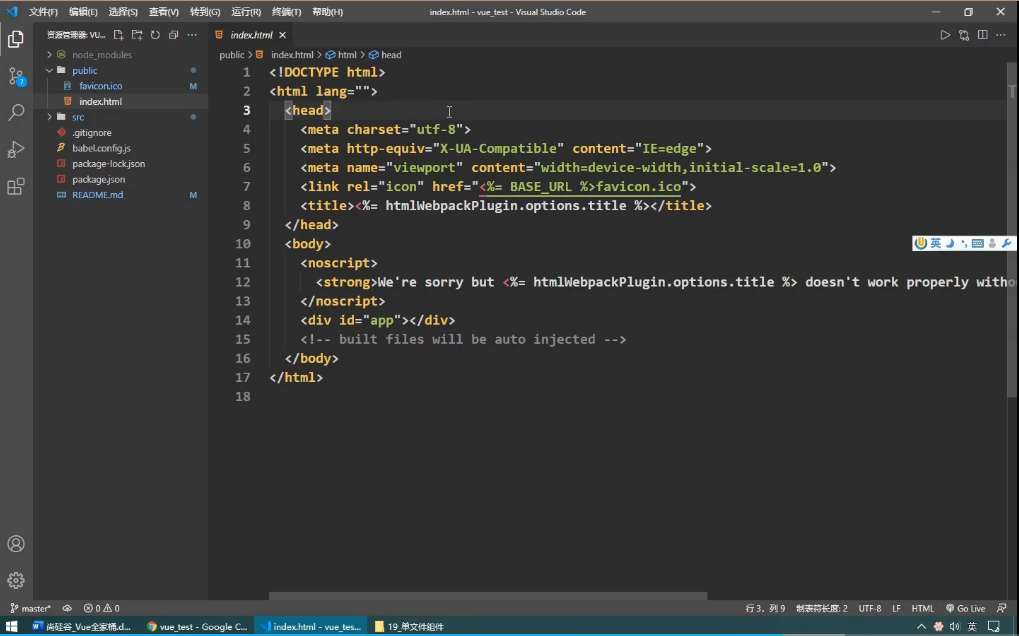 文件(F) 编辑(E) 选择(S) 查看(V) 转到(G) 运行(R) 终端(T) 帮助(H) index.html - vue_test - Visual Studio Code
资源管理器: VU... index.html
public > index.html > html > head
node_modules
public
favicon.ico M
index.html
src
.gitignore
babel.config.js
package-lock.json
package.json
README.md M
7
1 <!DOCTYPE html>
2 <html lang="">
3 <head>
4 <meta charset="utf-8">
5 <meta http-equiv="X-UA-Compatible" content="IE=edge">
6 <meta name="viewport" content="width=device-width,initial-scale=1.0">
7 <link rel="icon" href="<%= BASE_URL %>favicon.ico">
8 <title><%= htmlWebpackPlugin.options.title %></title>
9 </head>
10 <body>
11 <noscript>
12 <strong>We're sorry but <%= htmlWebpackPlugin.options.title %> doesn't work properly witho
13 </noscript>
14 <div id="app"></div>
15 <!-- built files will be auto injected -->
16 </body>
17 </html>
18
英
master* 0 0 行 3，列 9 制表符长度: 2 UTF-8 LF HTML Go Live
尚硅谷_Vue全家桶.d... vue_test - Google C... index.html - vue_tes... 19_单文件组件 英